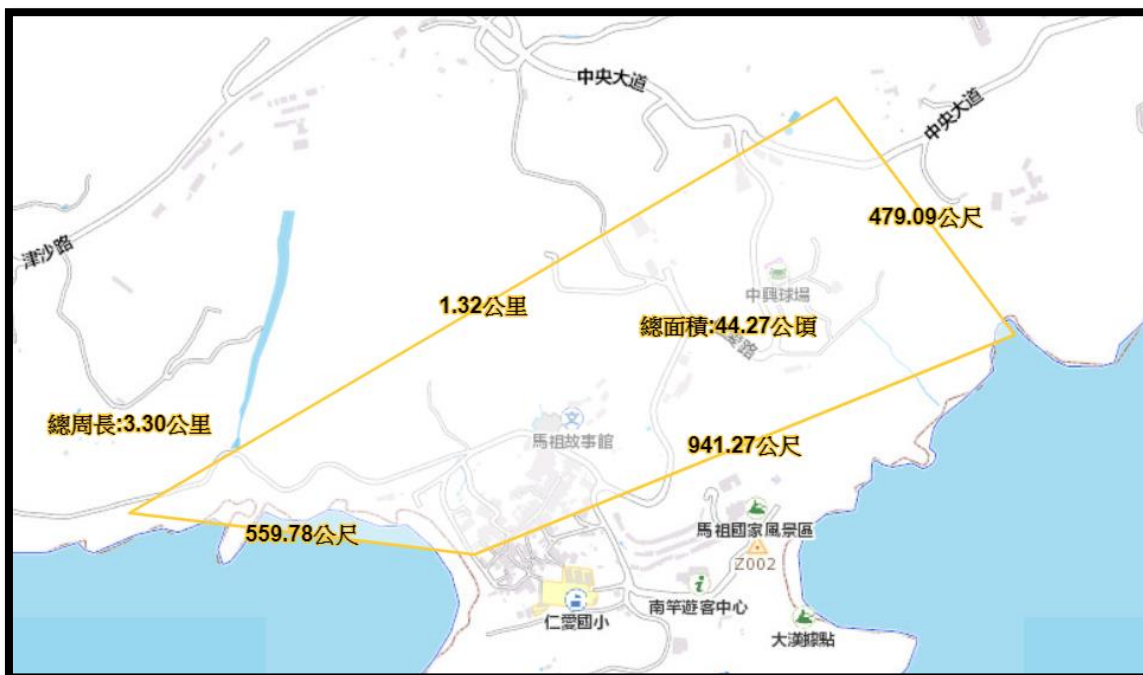 中央大道
中央大道
479.09公尺
津沙路
中興球場
1.32公里
總面積:44.27公頃
愛路
總周長:3.30公里
馬祖故事館
941.27公尺
559.78公尺
馬祖國家風景區
Z002
南竿遊客中心
仁愛國小
大漢據點